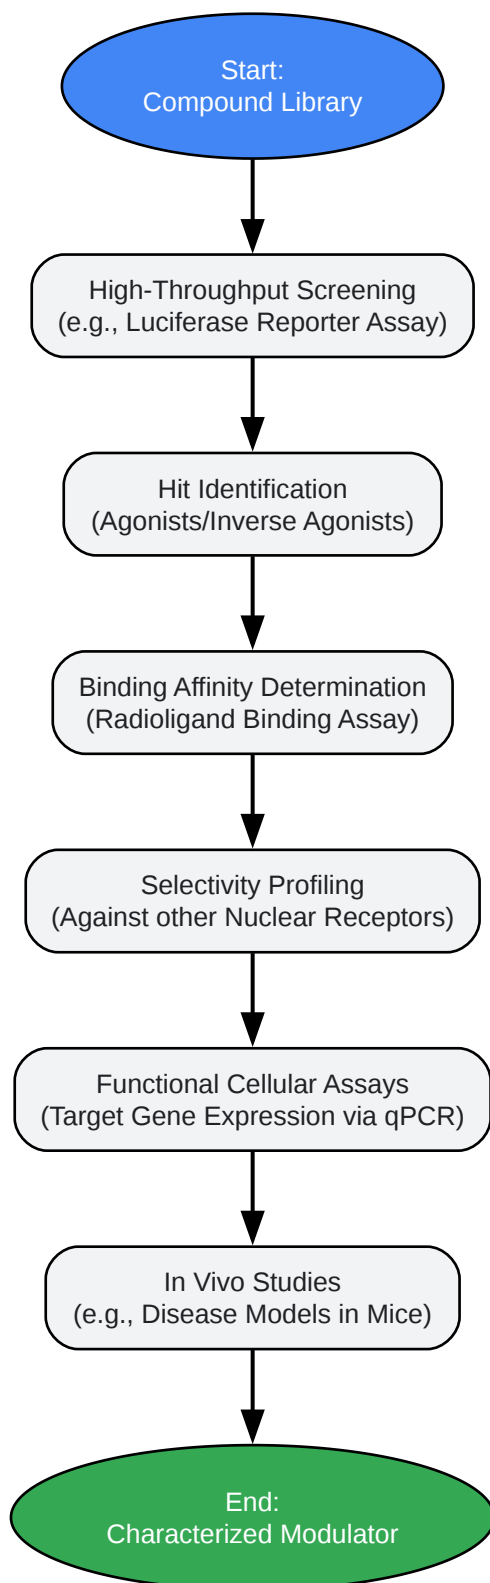 Start:
Compound Library
High-Throughput Screening
(e.g., Luciferase Reporter Assay)
Hit Identification
(Agonists/Inverse Agonists)
Binding Affinity Determination
(Radioligand Binding Assay)
Selectivity Profiling
(Against other Nuclear Receptors)
Functional Cellular Assays
(Target Gene Expression via qPCR)
In Vivo Studies
(e.g., Disease Models in Mice)
End:
Characterized Modulator